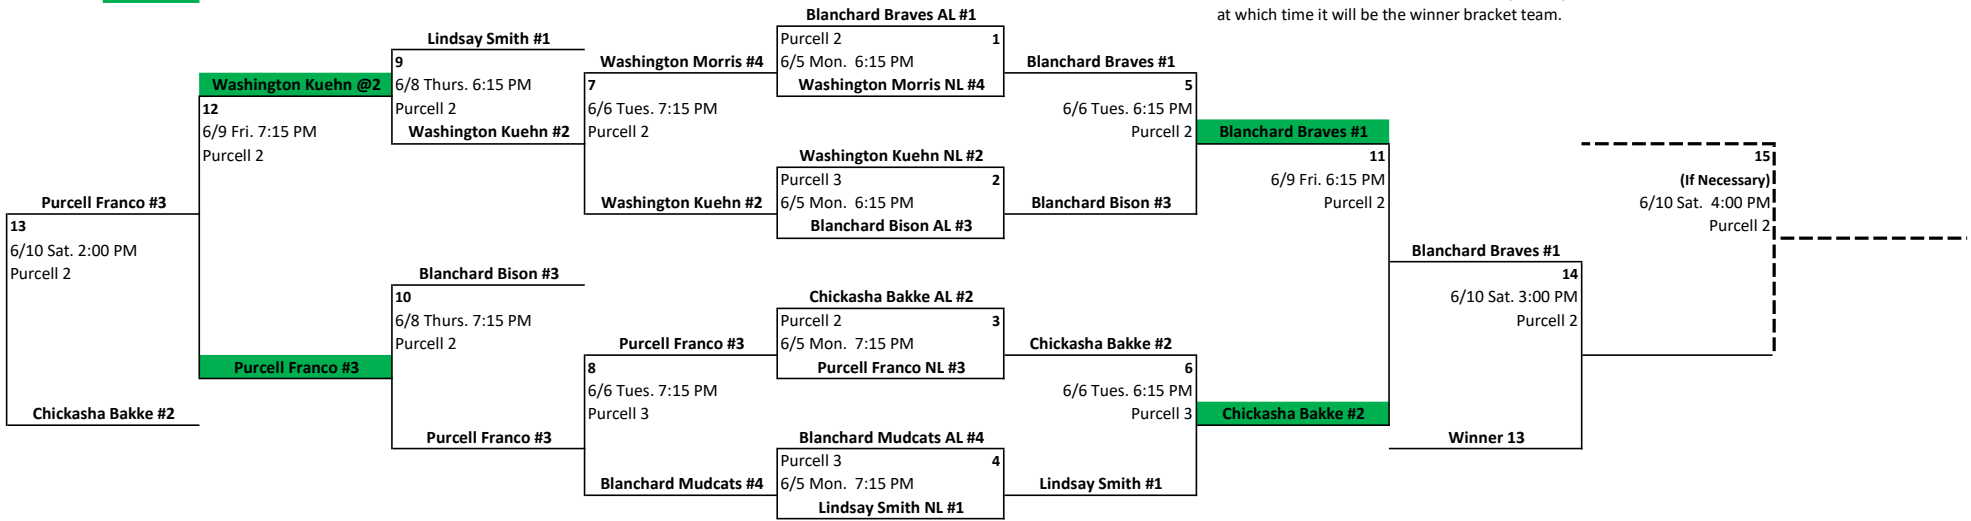 at which time it will be the winner bracket team.
Blanchard Braves AL #1
Purcell 2
1
6/5 Mon.  6:15 PM
Washington Morris NL #4
Lindsay Smith #1
9
6/8 Thurs. 6:15 PM
Purcell 2
Washington Kuehn #2
Washington Kuehn @2
12
6/9 Fri. 7:15 PM
Purcell 2
Washington Morris #4
7
6/6 Tues. 7:15 PM
Purcell 2
Washington Kuehn #2
Washington Kuehn NL #2
Purcell 3
2
6/5 Mon.  6:15 PM
Blanchard Bison AL #3
Blanchard Braves #1
5
6/6 Tues. 6:15 PM
Purcell 2
Blanchard Bison #3
Blanchard Braves #1
11
6/9 Fri. 6:15 PM
Purcell 2
15
(If Necessary)
6/10 Sat.  4:00 PM
Purcell 2
Purcell Franco #3
13
6/10 Sat. 2:00 PM
Purcell 2
Chickasha Bakke #2
Blanchard Braves #1
14
6/10 Sat. 3:00 PM
Purcell 2
Winner 13
Blanchard Bison #3
10
6/8 Thurs. 7:15 PM
Purcell 2
Purcell Franco #3
Purcell Franco #3
Chickasha Bakke AL #2
Purcell 2
3
6/5 Mon.  7:15 PM
Purcell Franco NL #3
Purcell Franco #3
8
6/6 Tues. 7:15 PM
Purcell 3
Blanchard Mudcats #4
Chickasha Bakke #2
6
6/6 Tues. 6:15 PM
Purcell 3
Lindsay Smith #1
Chickasha Bakke #2
Blanchard Mudcats AL #4
Purcell 3
4
6/5 Mon.  7:15 PM
Lindsay Smith NL #1